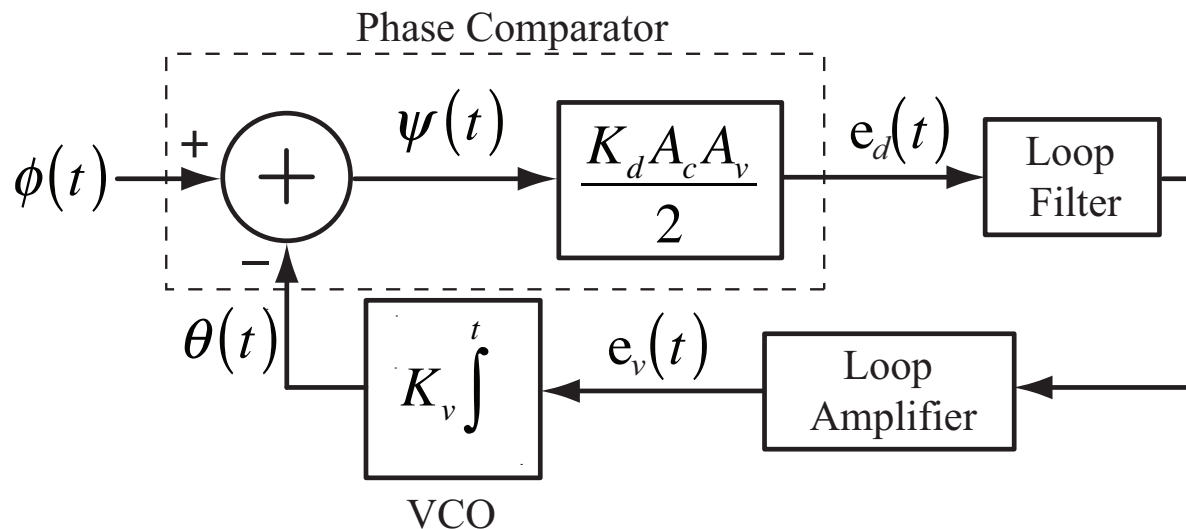 Phase Comparator
ϕ(t)
+
+
−
ψ(t)
K_d A_c A_v
2
e_d(t)
Loop
Filter
θ(t)
K_v ∫^t
e_v(t)
Loop
Amplifier
VCO